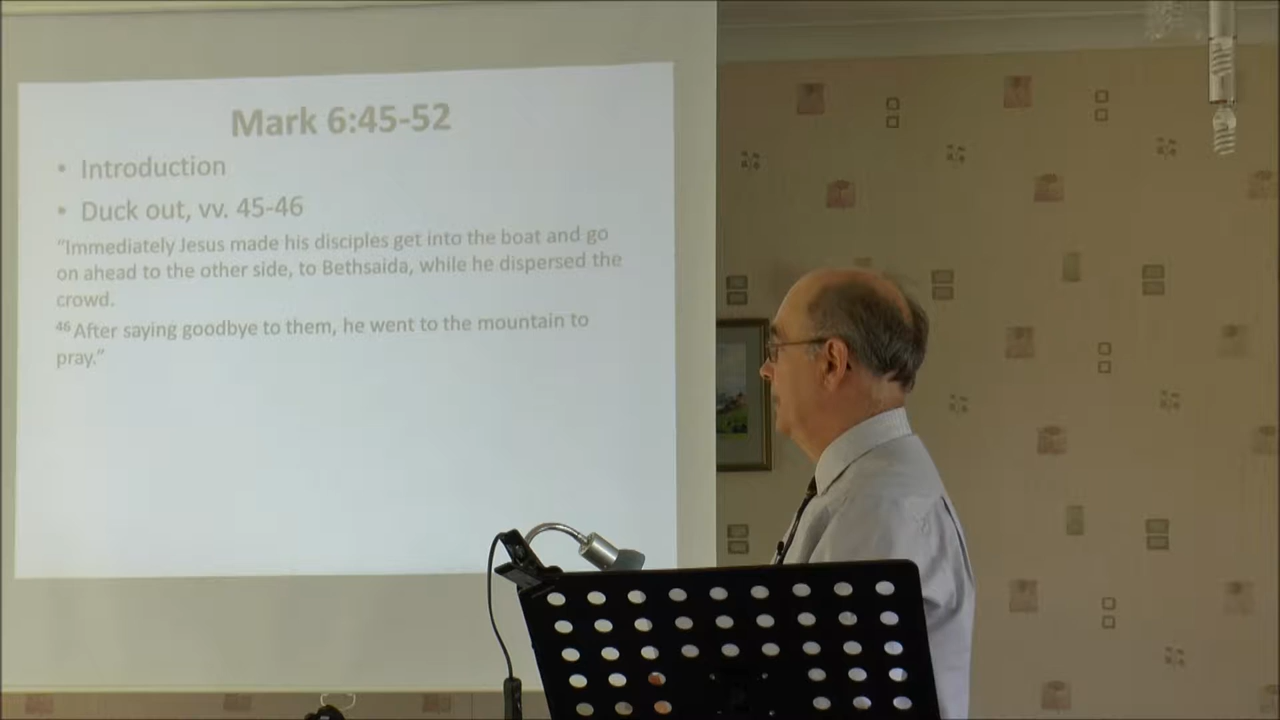 Mark 6:45-52
• Introduction
• Duck out, vv. 45-46
“Immediately Jesus made his disciples get into the boat and go
on ahead to the other side, to Bethsaida, while he dispersed the
crowd.
⁴⁶ After saying goodbye to them, he went to the mountain to
pray.”